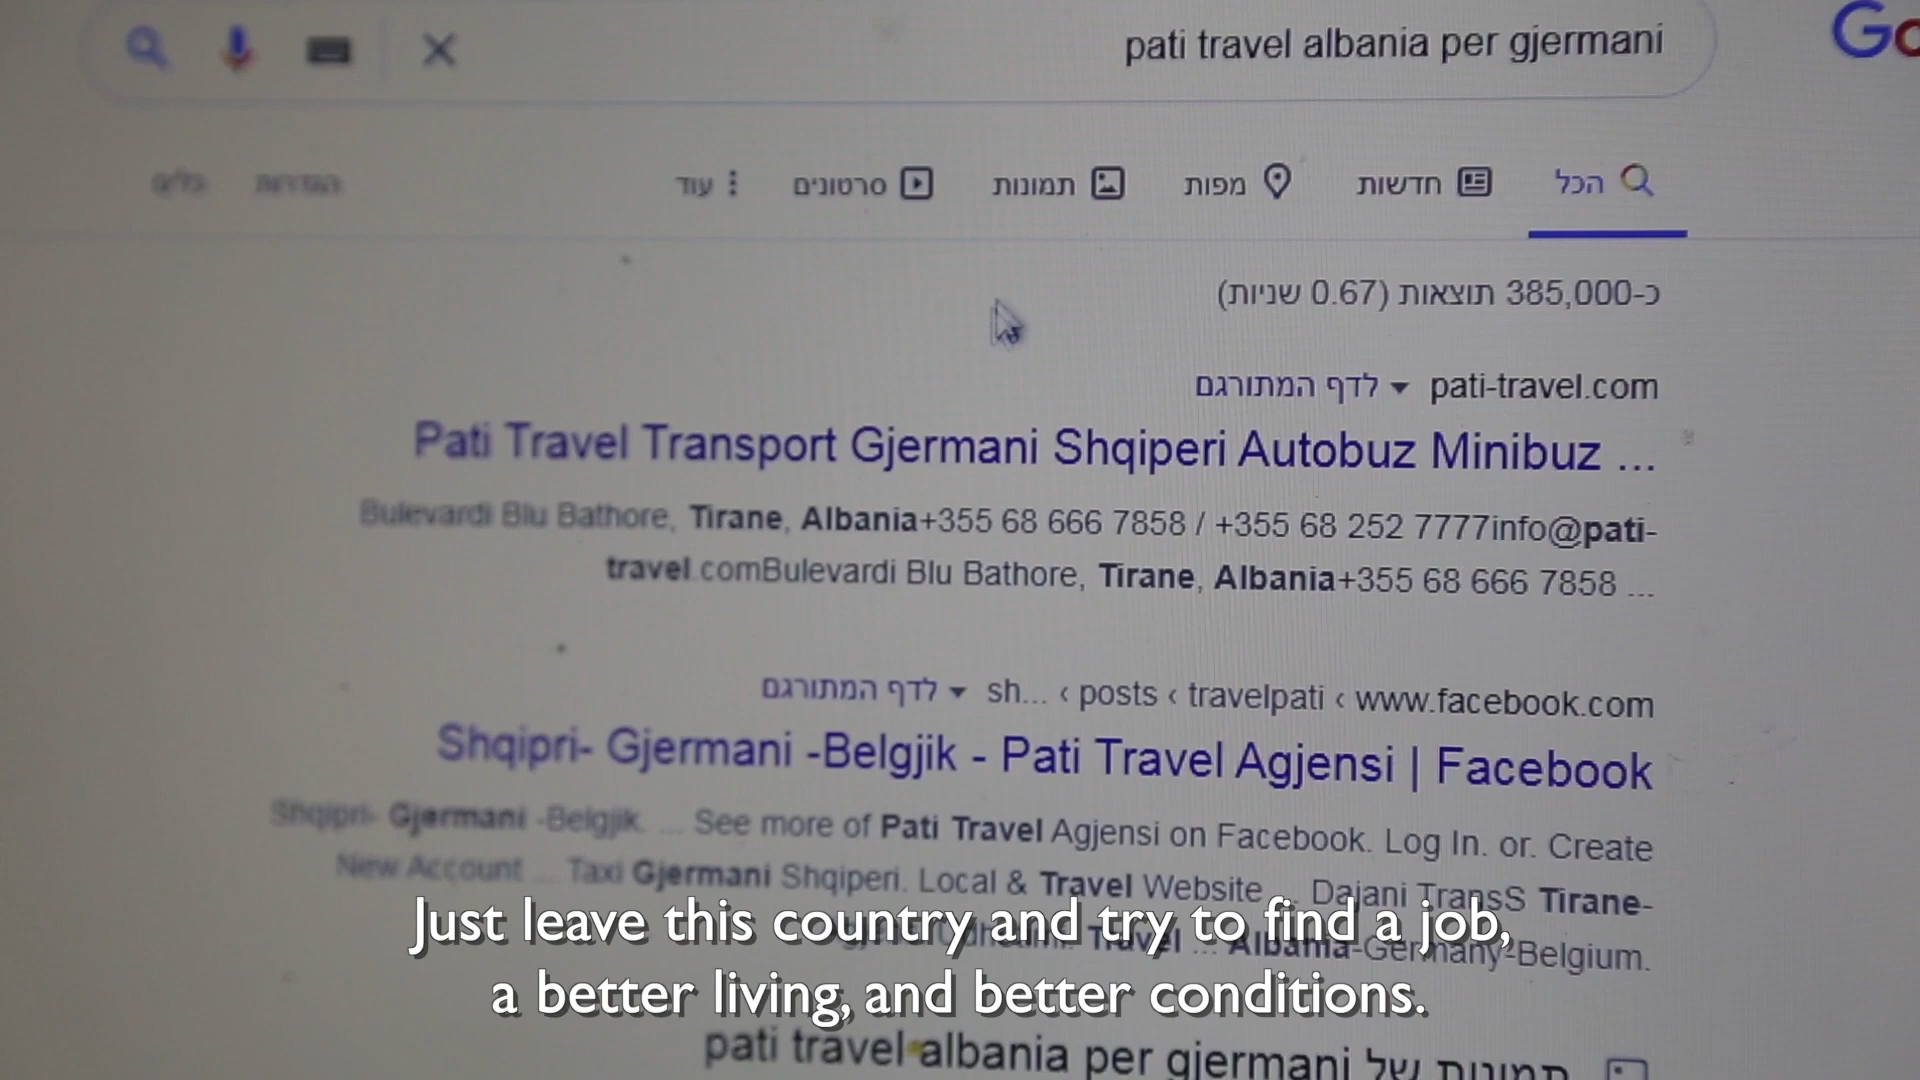 pati travel albania per gjermani
הכל חדשות מפות תמונות סרטונים עוד הגדרות כלים
כ-385,000 תוצאות (0.67 שניות)
pati-travel.com לדף המתורגם
Pati Travel Transport Gjermani Shqiperi Autobuz Minibuz ...
Bulevardi Blu Bathore, Tirane, Albania+355 68 666 7858 / +355 68 252 7777info@pati-
travel.comBulevardi Blu Bathore, Tirane, Albania+355 68 666 7858 ...
www.facebook.com › travelpati › posts › sh... לדף המתורגם
Shqipri- Gjermani -Belgjik - Pati Travel Agjensi | Facebook
Shqipri- Gjermani -Belgjik. ... See more of Pati Travel Agjensi on Facebook. Log In. or. Create
New Account ... Taxi Gjermani Shqiperi. Local & Travel Website ... Dajani TransS Tirane-
Travel ... Albania-Germany-Belgium.
Just leave this country and try to find a job,
a better living, and better conditions.
תמונות של pati travel albania per gjermani